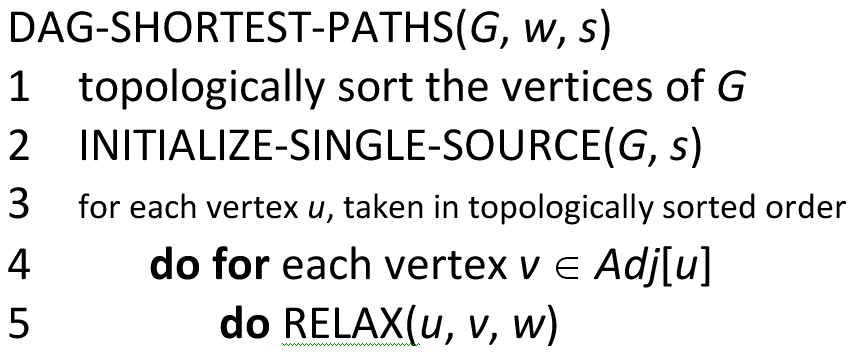 DAG-SHORTEST-PATHS(G, w, s)
1 topologically sort the vertices of G
2 INITIALIZE-SINGLE-SOURCE(G, s)
3 for each vertex u, taken in topologically sorted order
4 do for each vertex v ∈ Adj[u]
5 do RELAX(u, v, w)